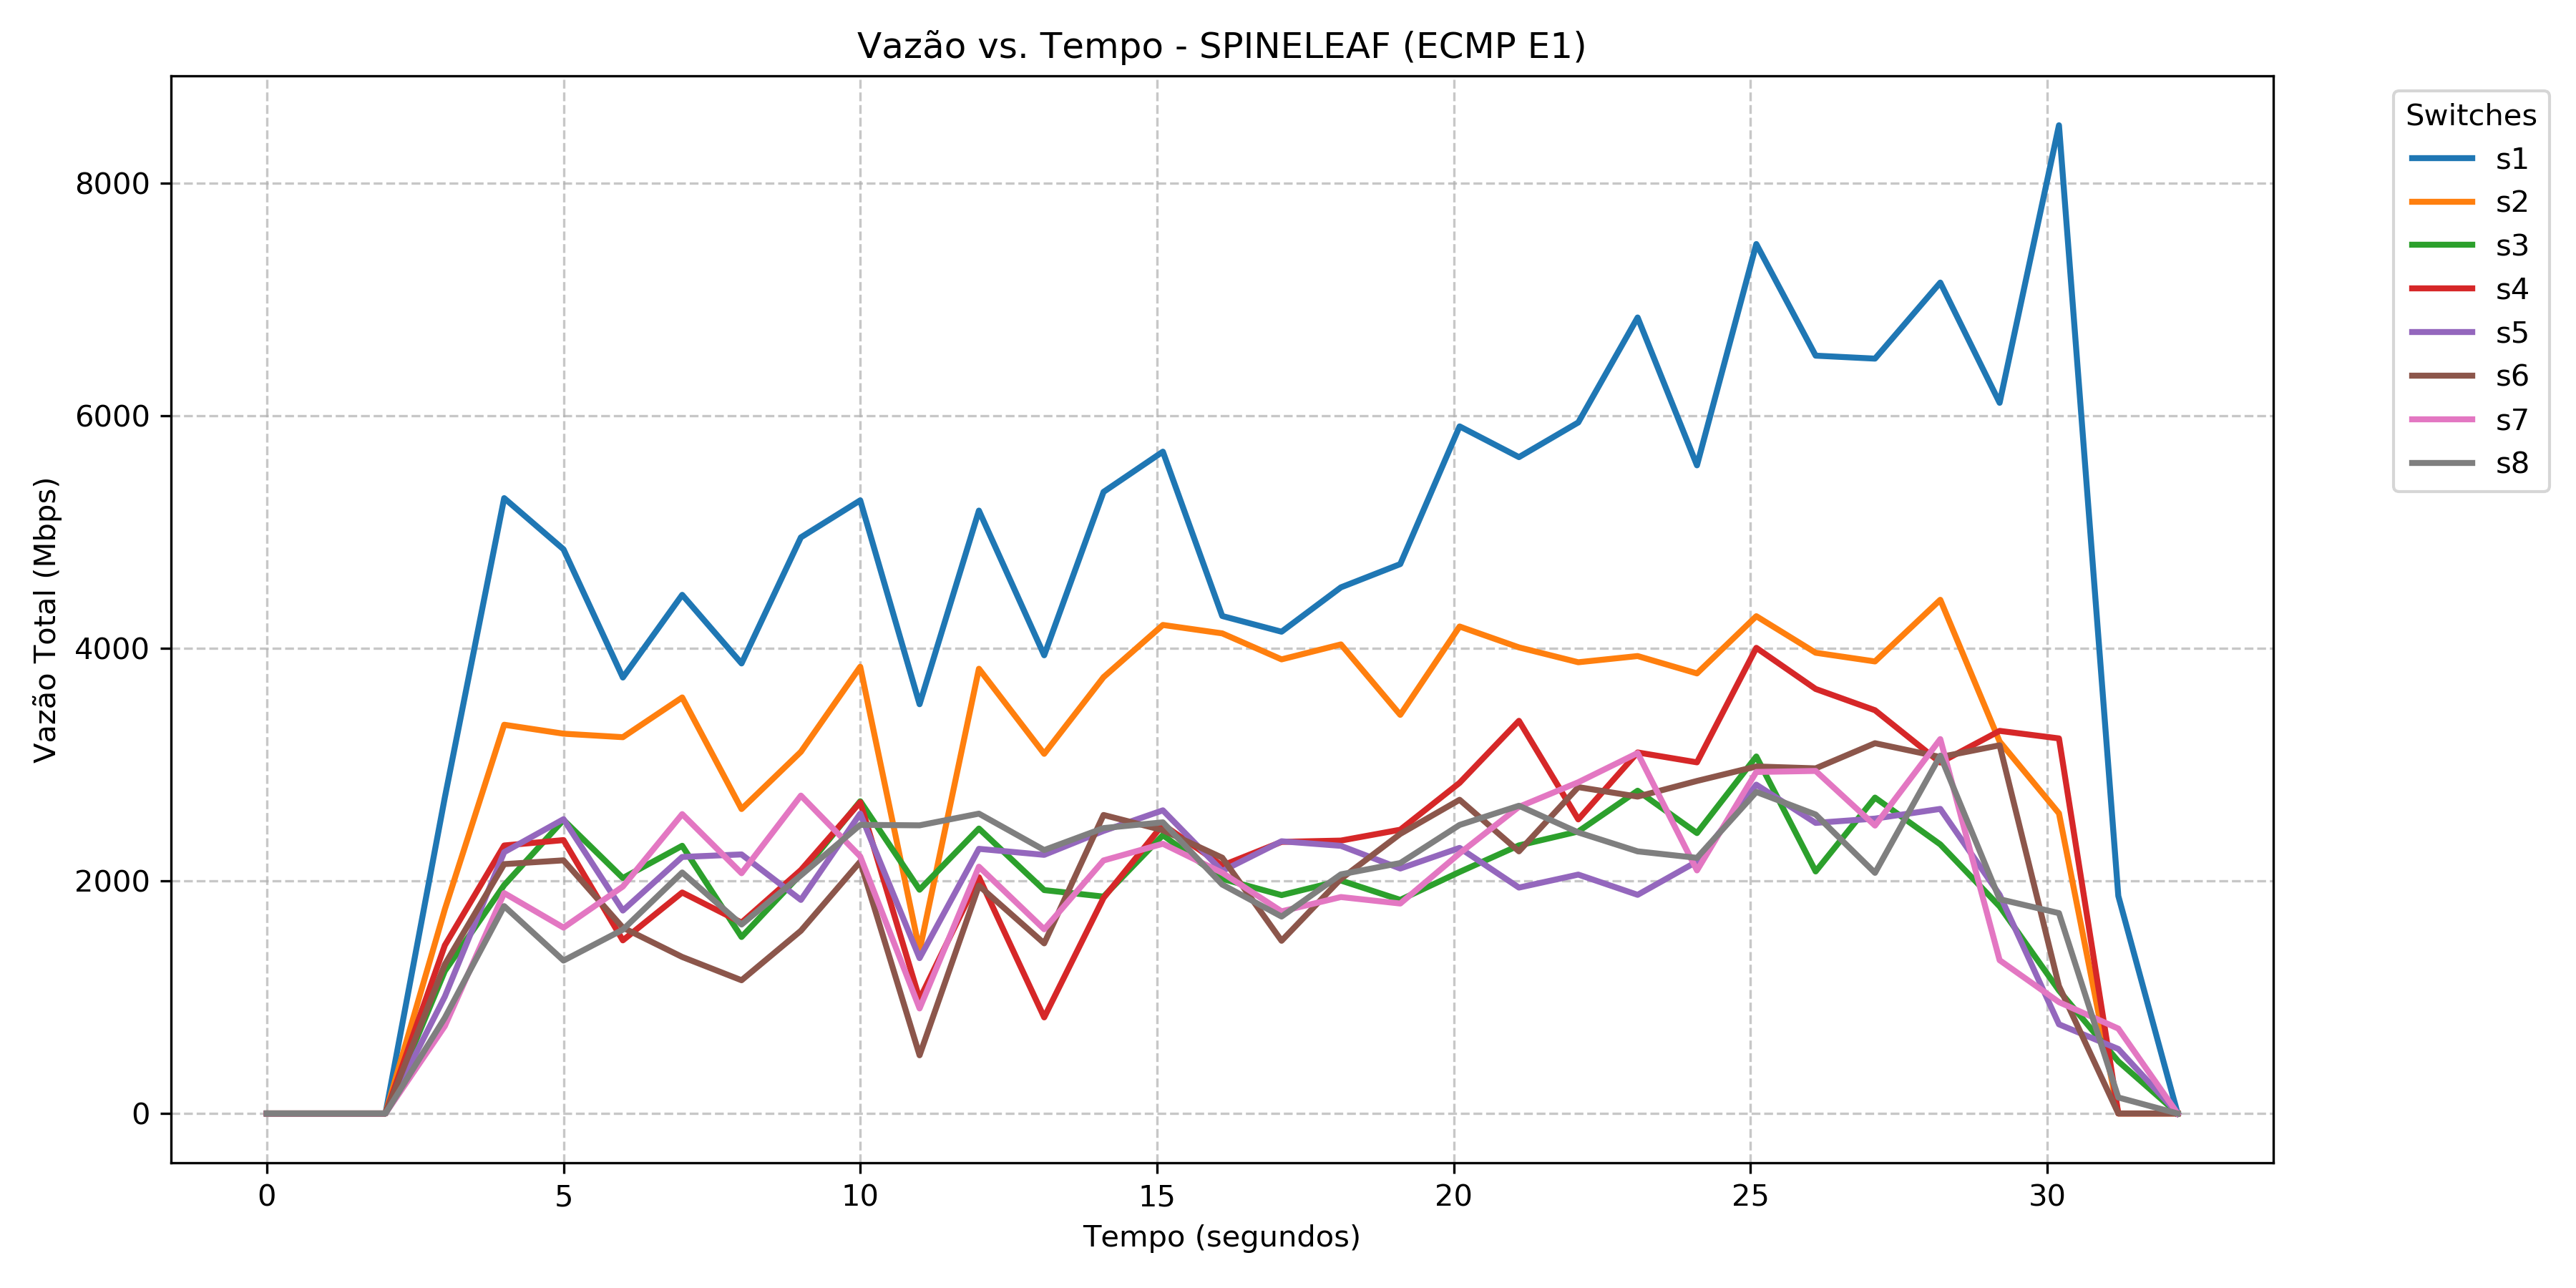 Vazão vs. Tempo - SPINELEAF (ECMP E1)
Vazão Total (Mbps)
8000
6000
4000
2000
0
0 5 10 15 20 25 30
Tempo (segundos)
Switches
s1
s2
s3
s4
s5
s6
s7
s8